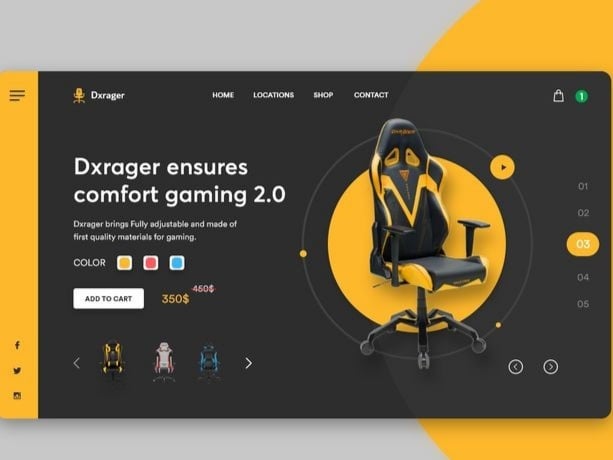 Dxrager
HOME
LOCATIONS
SHOP
CONTACT
1
Dxrager ensures
comfort gaming 2.0
Dxrager brings Fully adjustable and made of
first quality materials for gaming.
COLOR
ADD TO CART
350$
450$
01
02
03
04
05